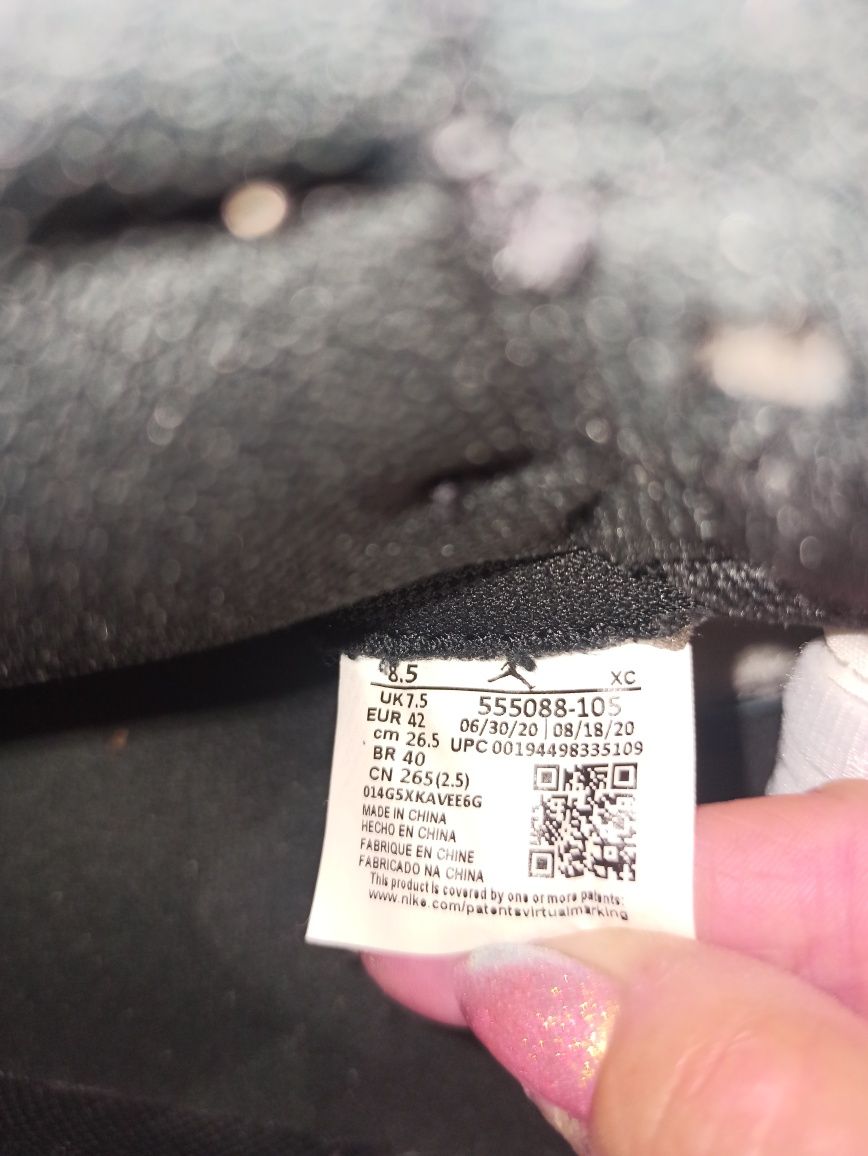 8.5 XC
UK 7.5 555088-105
EUR 42 06/30/20 08/18/20
cm 26.5 UPC 00194498335109
BR 40
CN 265(2.5)
014G5XKAVEE6G
MADE IN CHINA
HECHO EN CHINA
FABRIQUE EN CHINE
FABRICADO NA CHINA
This product is covered by one or more patents:
www.nike.com/patentsvirtualmarking